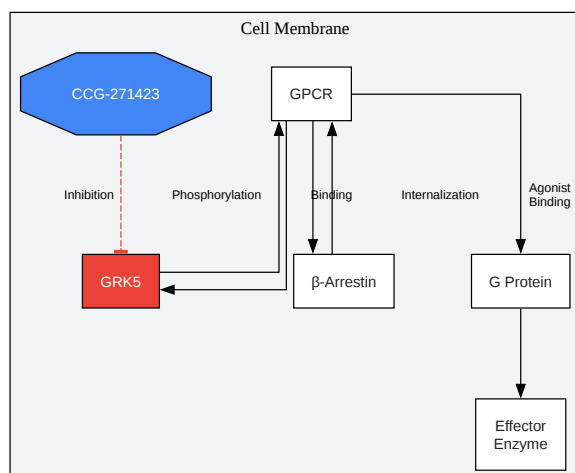 Cell Membrane
CCG-271423
GPCR
Inhibition
Phosphorylation
Binding
Internalization
Agonist
Binding
GRK5
β-Arrestin
G Protein
Effector
Enzyme